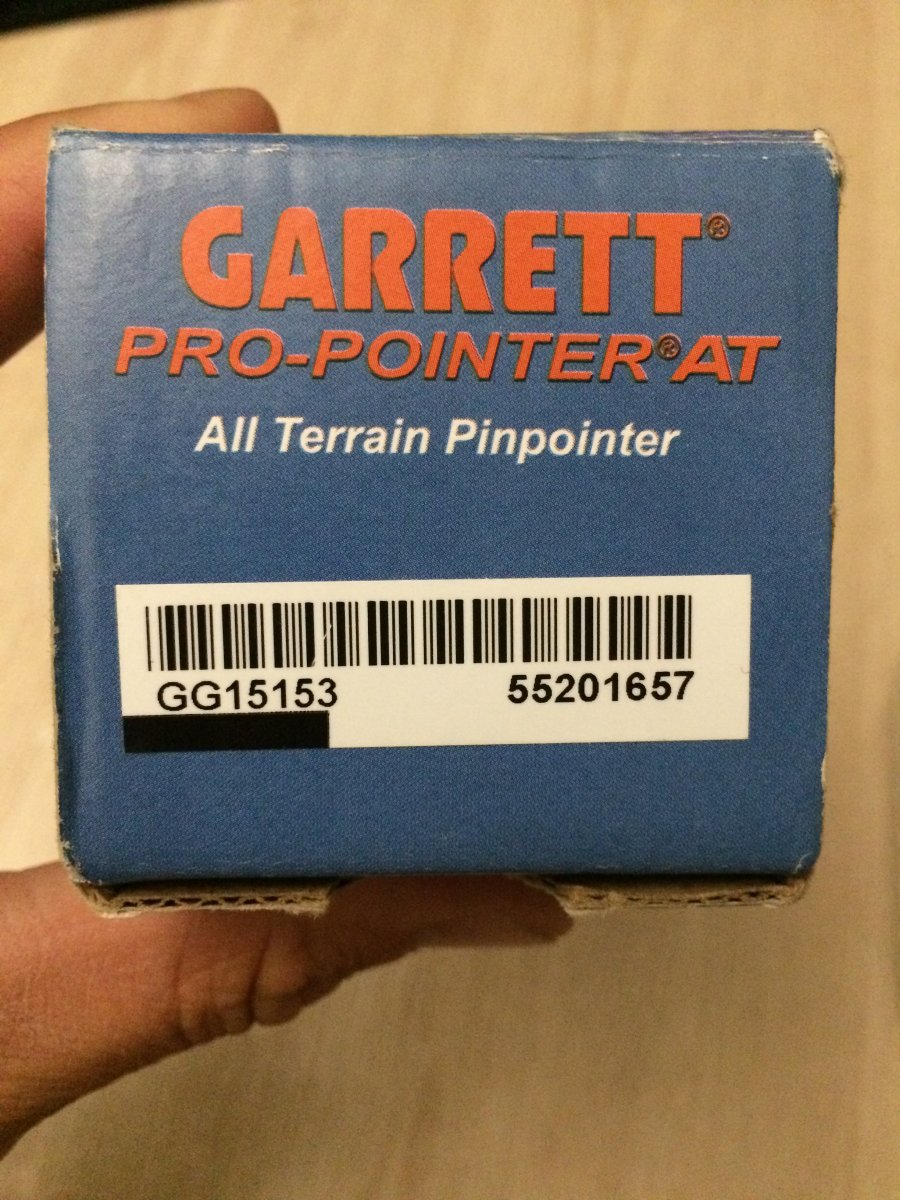 GARRETT®
PRO-POINTER® AT
All Terrain Pinpointer
GG15153 55201657